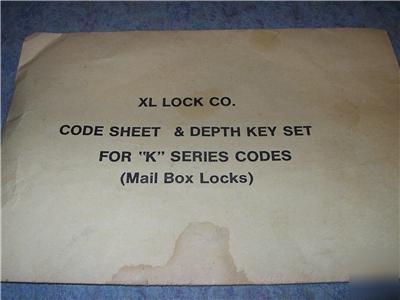 XL LOCK CO.
CODE SHEET & DEPTH KEY SET
FOR "K" SERIES CODES
(Mail Box Locks)